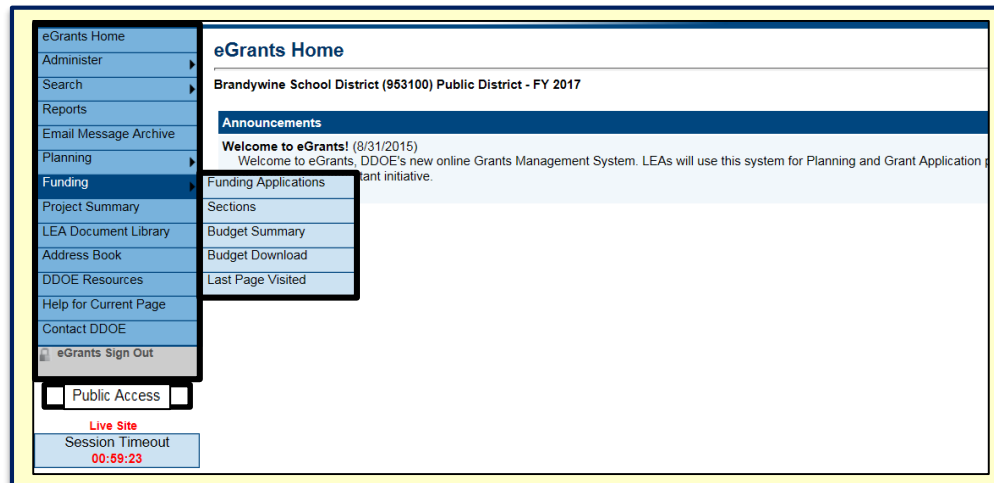 eGrants Home
Administer
Search
Reports
Email Message Archive
Planning
Funding
Project Summary
LEA Document Library
Address Book
DDOE Resources
Help for Current Page
Contact DDOE
eGrants Sign Out
Public Access
Live Site
Session Timeout
00:59:23
Funding Applications
Sections
Budget Summary
Budget Download
Last Page Visited
eGrants Home
Brandywine School District (953100) Public District - FY 2017
Announcements
Welcome to eGrants! (8/31/2015)
Welcome to eGrants, DDOE's new online Grants Management System. LEAs will use this system for Planning and Grant Application
initiative.